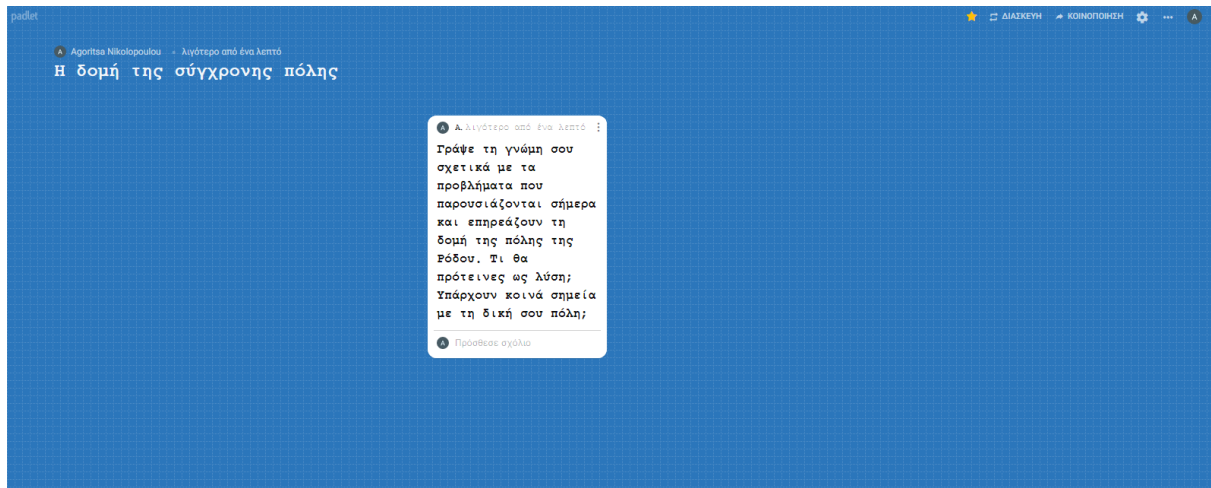 padlet
ΔΙΑΣΚΕΥΗ ΚΟΙΝΟΠΟΙΗΣΗ A
A Agoritsa Nikolopoulou • λιγότερο από ένα λεπτό
Η δομή της σύγχρονης πόλης
A A. λιγότερο από ένα λεπτό
Γράψε τη γνώμη σου
σχετικά με τα
προβλήματα που
παρουσιάζονται σήμερα
και επηρεάζουν τη
δομή της πόλης της
Ρόδου. Τι θα
πρότεινες ως λύση;
Υπάρχουν κοινά σημεία
με τη δική σου πόλη;
A Πρόσθεσε σχόλιο